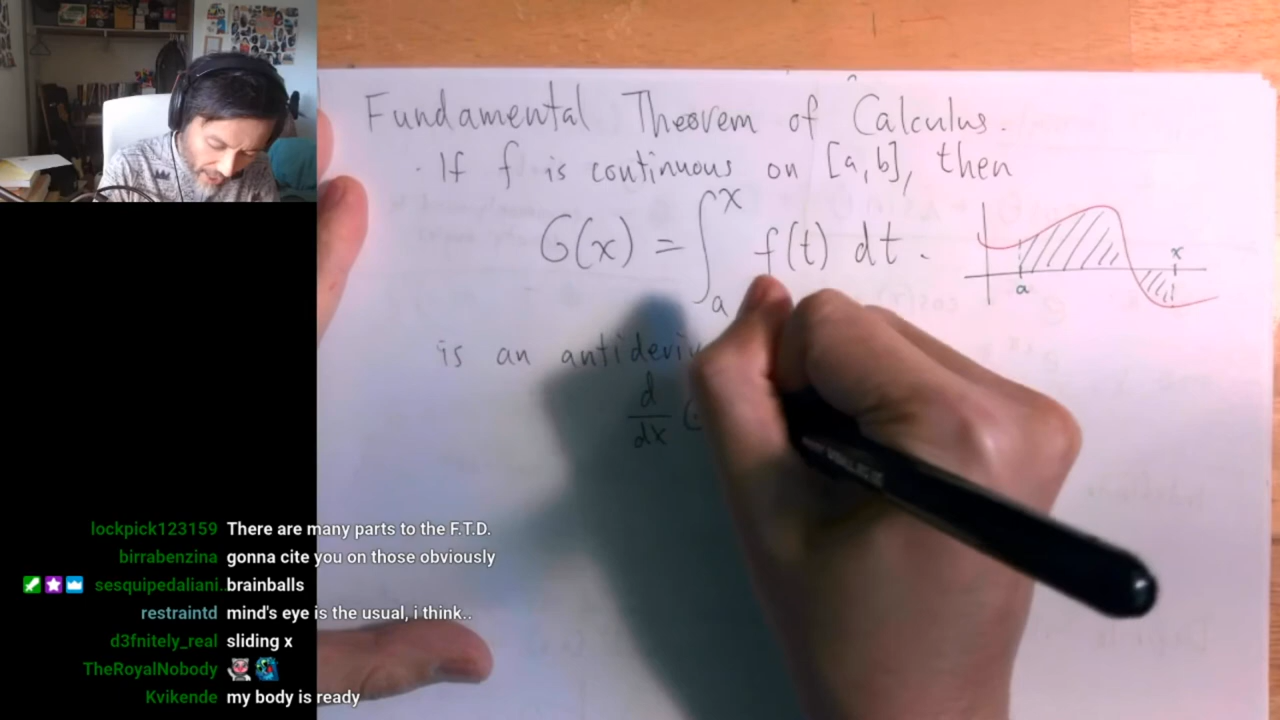 Fundamental Theorem of Calculus.
· If f is continuous on [a, b], then
G(x) = ∫_a^x f(t) dt.
a
x
is an antideriv
d/dx G
lockpick123159 There are many parts to the F.T.D.
birrabenzina gonna cite you on those obviously
sesquipedaliani.. brainballs
restraintd mind's eye is the usual, i think..
d3fnitely_real sliding x
TheRoyalNobody
Kvikende my body is ready